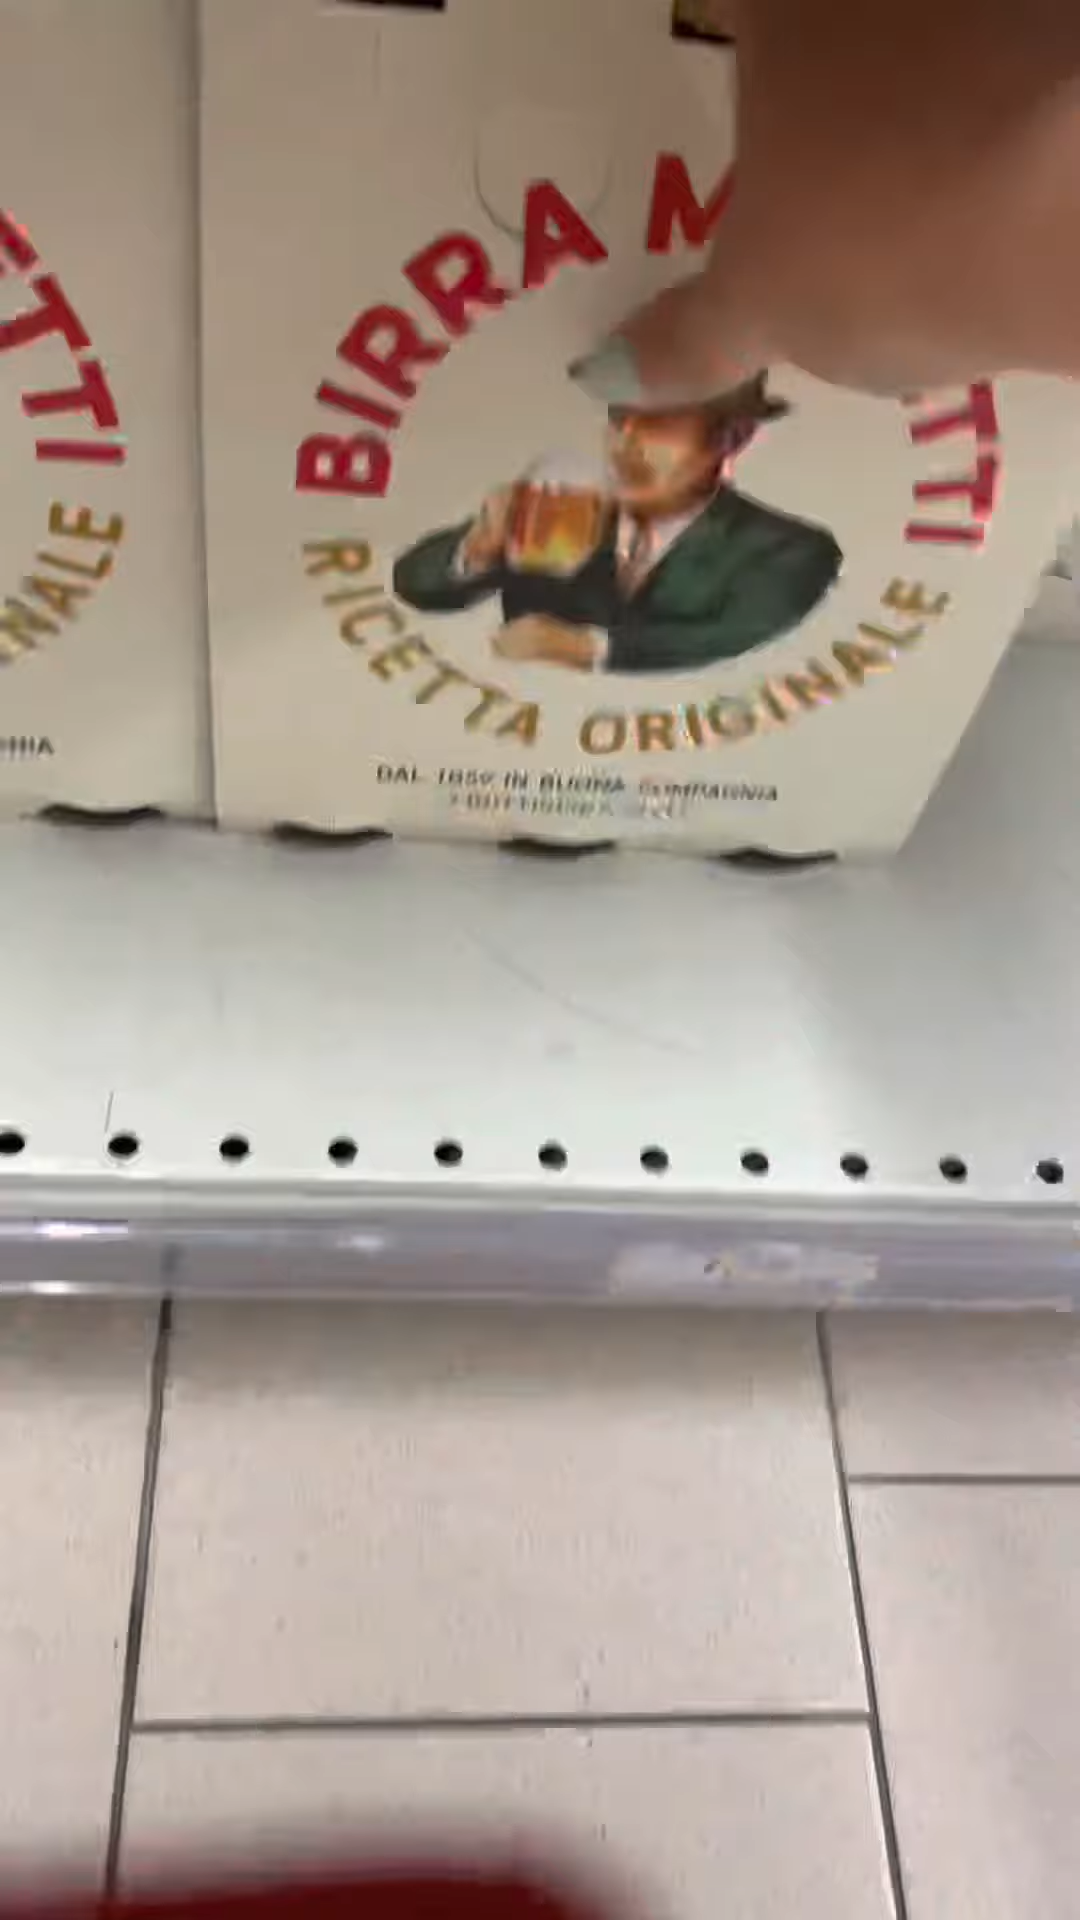 BIRRA M
TTI
RICETTA ORIGINALE
DAL 1859 IN BUONA COMPAGNIA
TTI
NALE